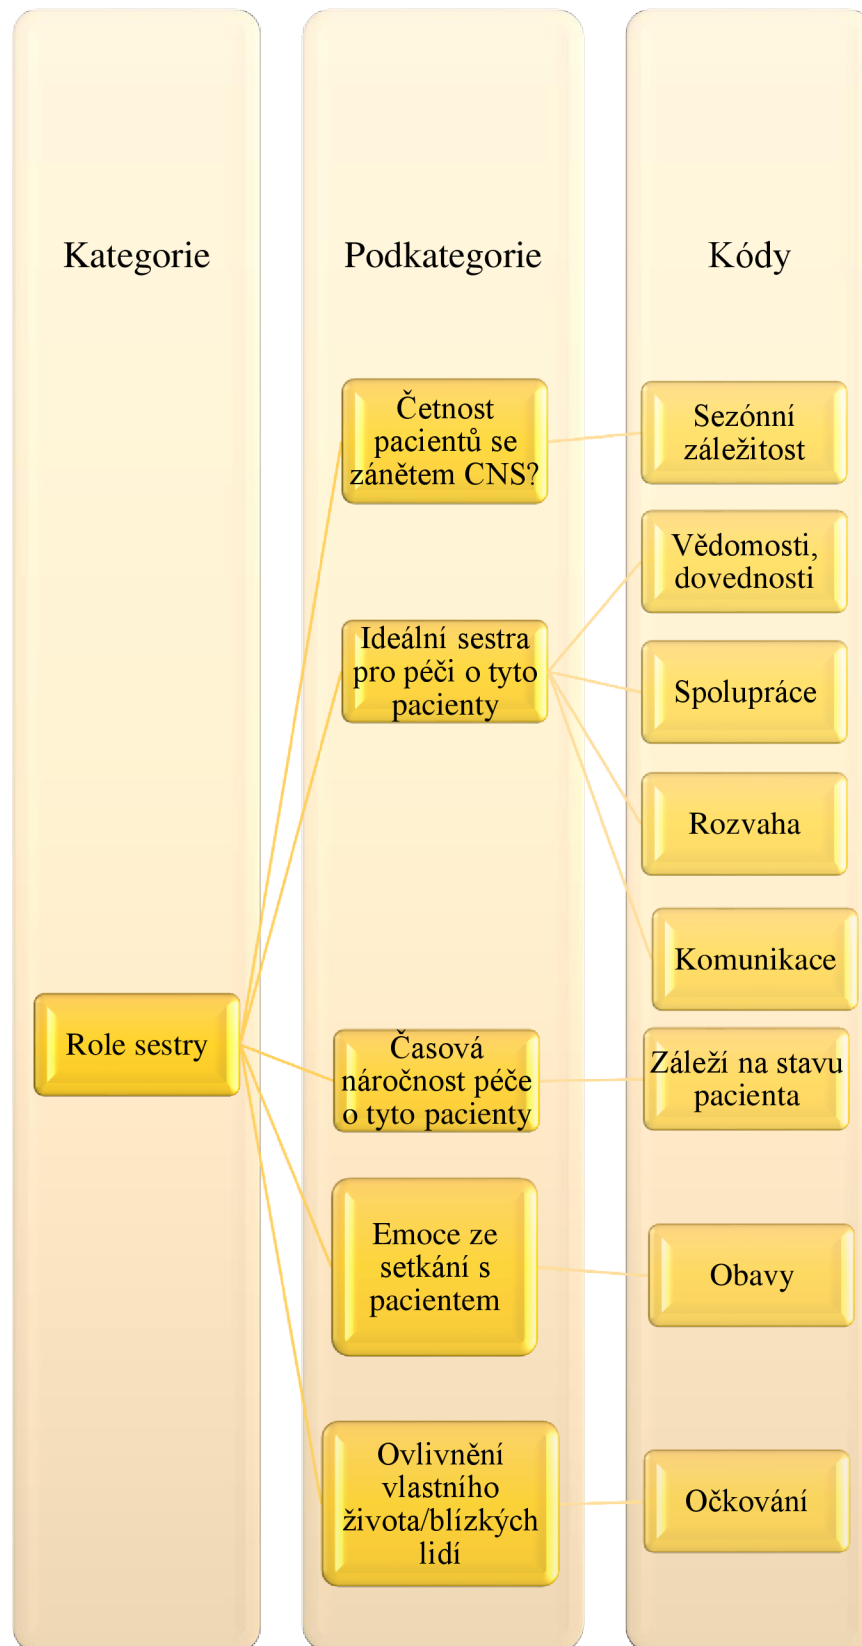 Kategorie
Podkategorie
Kódy
Četnost
pacientů se
zánětem CNS?
Sezónní
záležitost
Vědomosti,
dovednosti
Ideální sestra
pro péči o tyto
pacienty
Spolupráce
Rozvaha
Komunikace
Role sestry
Časová
náročnost péče
o tyto pacienty
Záleží na stavu
pacienta
Emoce ze
setkání s
pacientem
Obavy
Ovlivnění
vlastního
života/blízkých
lidí
Očkování